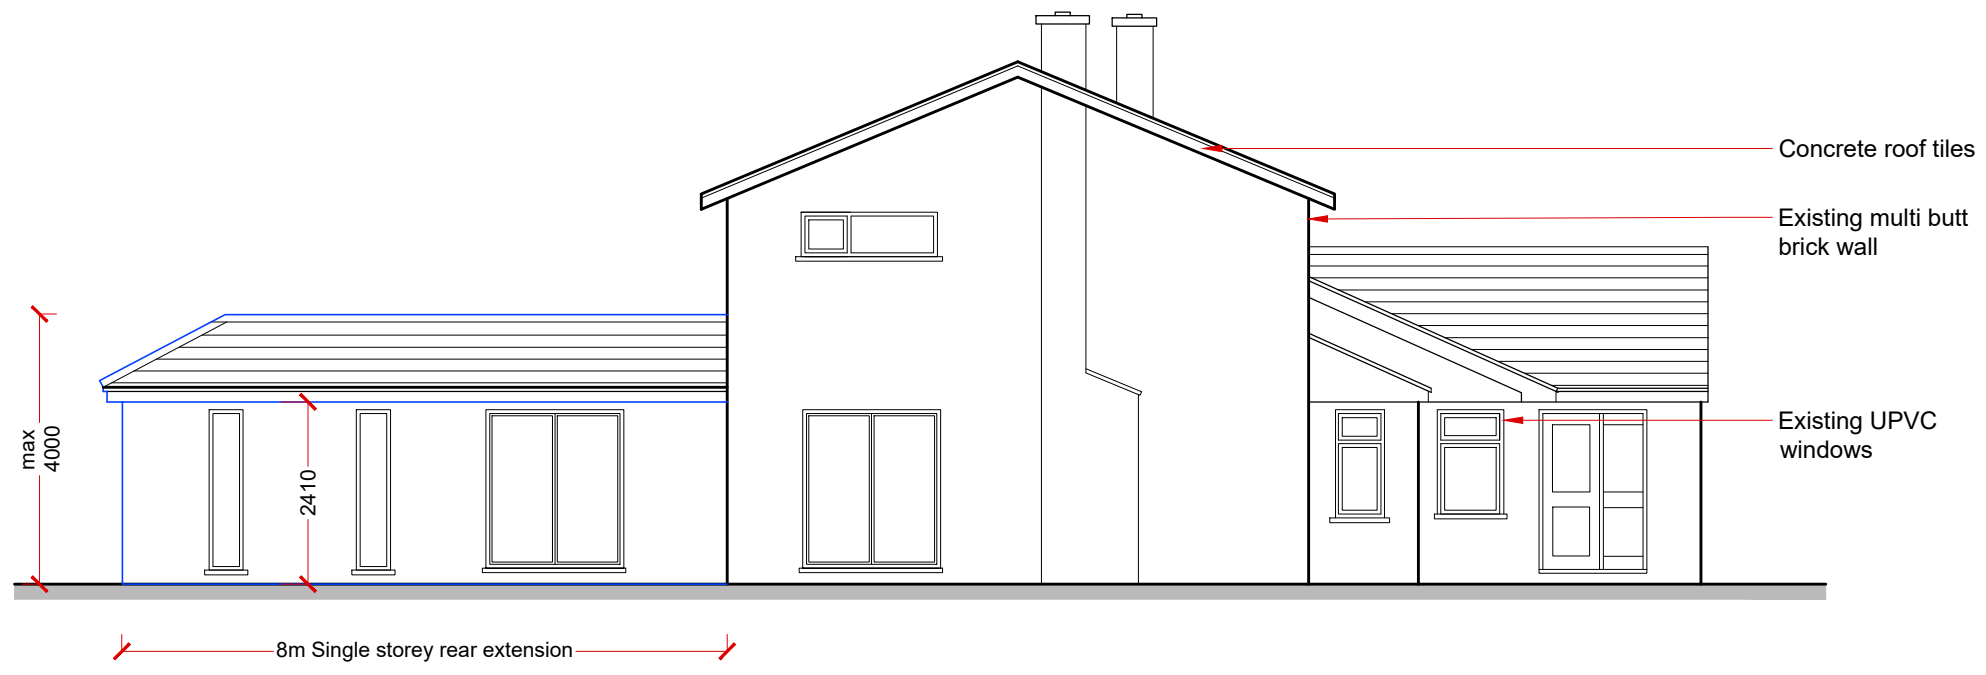 Concrete roof tiles
Existing multi butt
brick wall
Existing UPVC
windows
max
4000
2410
8m Single storey rear extension